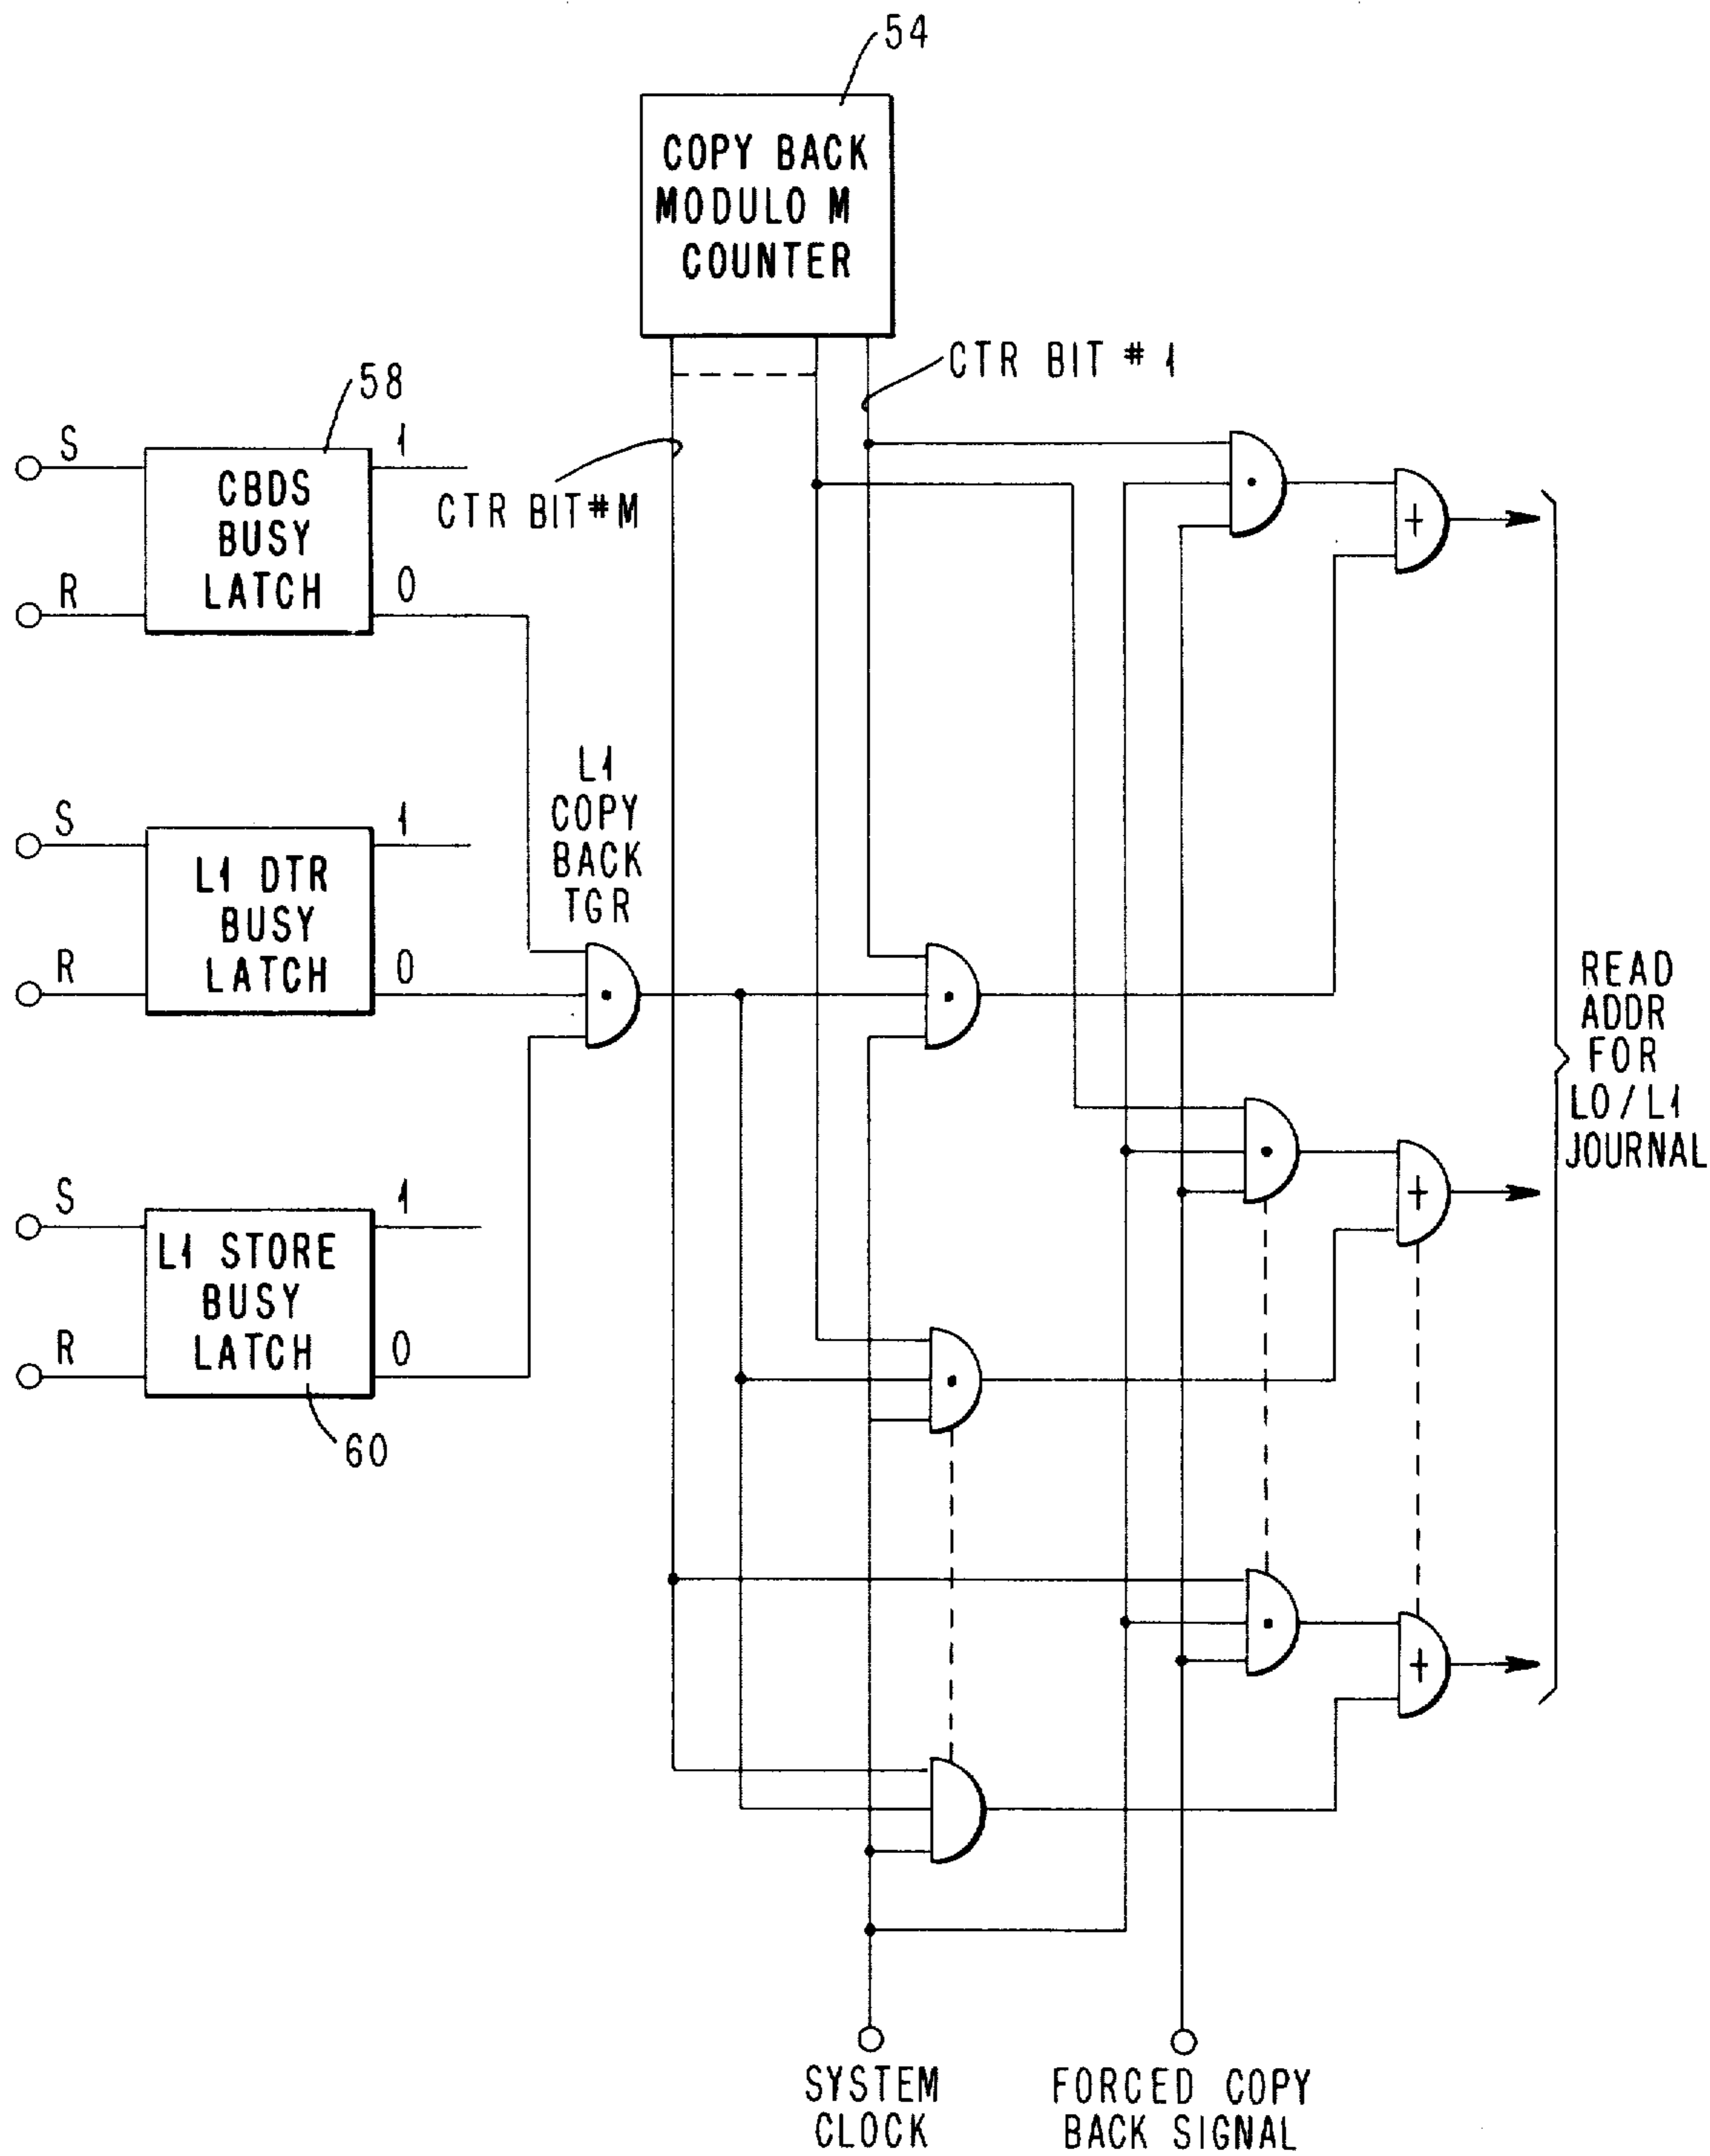 54
COPY BACK
MODULO M
COUNTER
CTR BIT # 1
CTR BIT#M
58
S
1
CBDS
BUSY
LATCH
R
0
L1
COPY
BACK
TGR
S
1
L1 DTR
BUSY
LATCH
R
0
S
1
L1 STORE
BUSY
LATCH
R
0
60
READ
ADDR
FOR
L0/L1
JOURNAL
+
+
+
SYSTEM
CLOCK
FORCED COPY
BACK SIGNAL